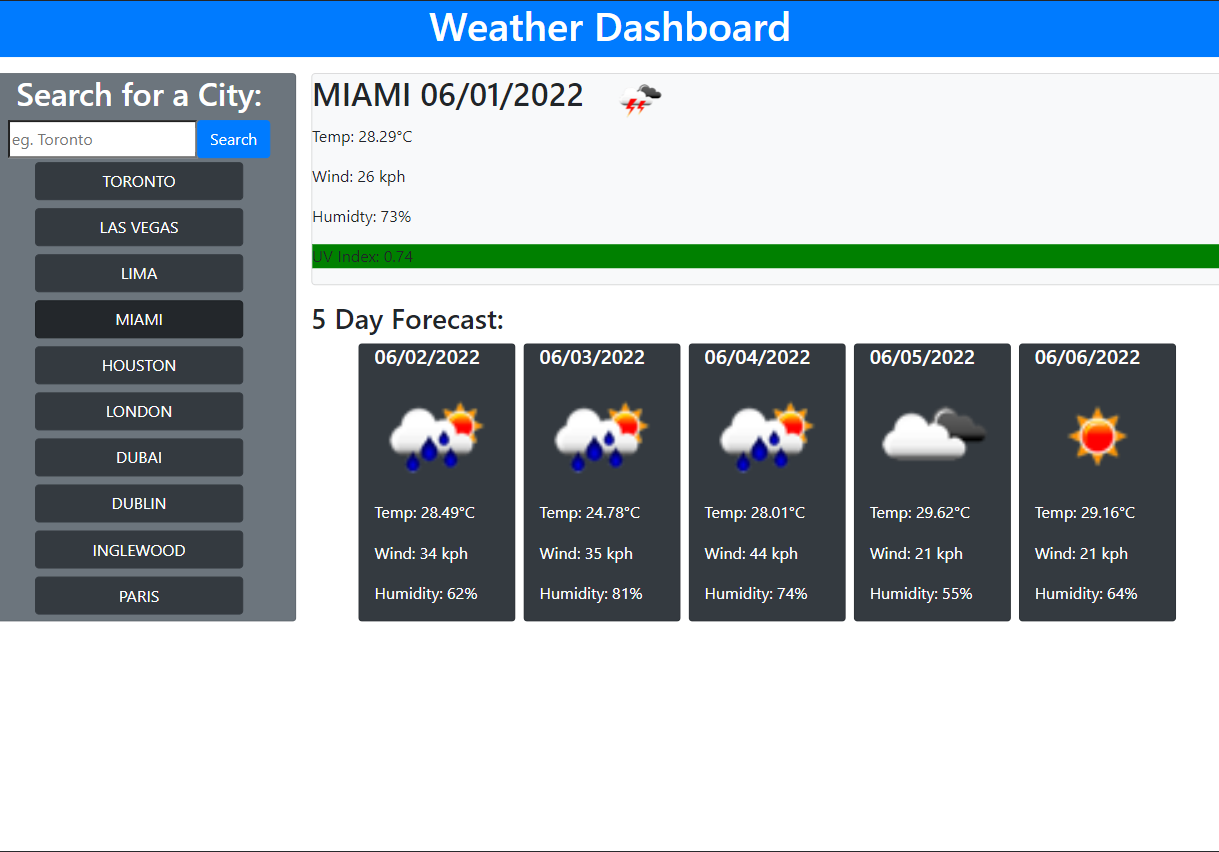 Weather Dashboard
Search for a City:
eg. Toronto
Search
TORONTO
LAS VEGAS
LIMA
MIAMI
HOUSTON
LONDON
DUBAI
DUBLIN
INGLEWOOD
PARIS
MIAMI 06/01/2022
Temp: 28.29°C
Wind: 26 kph
Humidty: 73%
UV Index: 0.74
5 Day Forecast:
06/02/2022
Temp: 28.49°C
Wind: 34 kph
Humidity: 62%
06/03/2022
Temp: 24.78°C
Wind: 35 kph
Humidity: 81%
06/04/2022
Temp: 28.01°C
Wind: 44 kph
Humidity: 74%
06/05/2022
Temp: 29.62°C
Wind: 21 kph
Humidity: 55%
06/06/2022
Temp: 29.16°C
Wind: 21 kph
Humidity: 64%